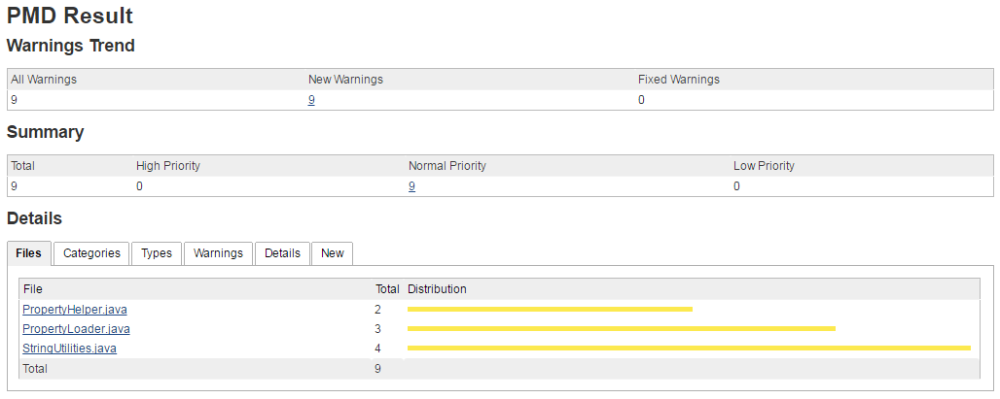 PMD Result
Warnings Trend
All Warnings New Warnings Fixed Warnings
9 9 0
Summary
Total High Priority Normal Priority Low Priority
9 0 9 0
Details
Files Categories Types Warnings Details New
File Total Distribution
PropertyHelper.java 2
PropertyLoader.java 3
StringUtilities.java 4
Total 9